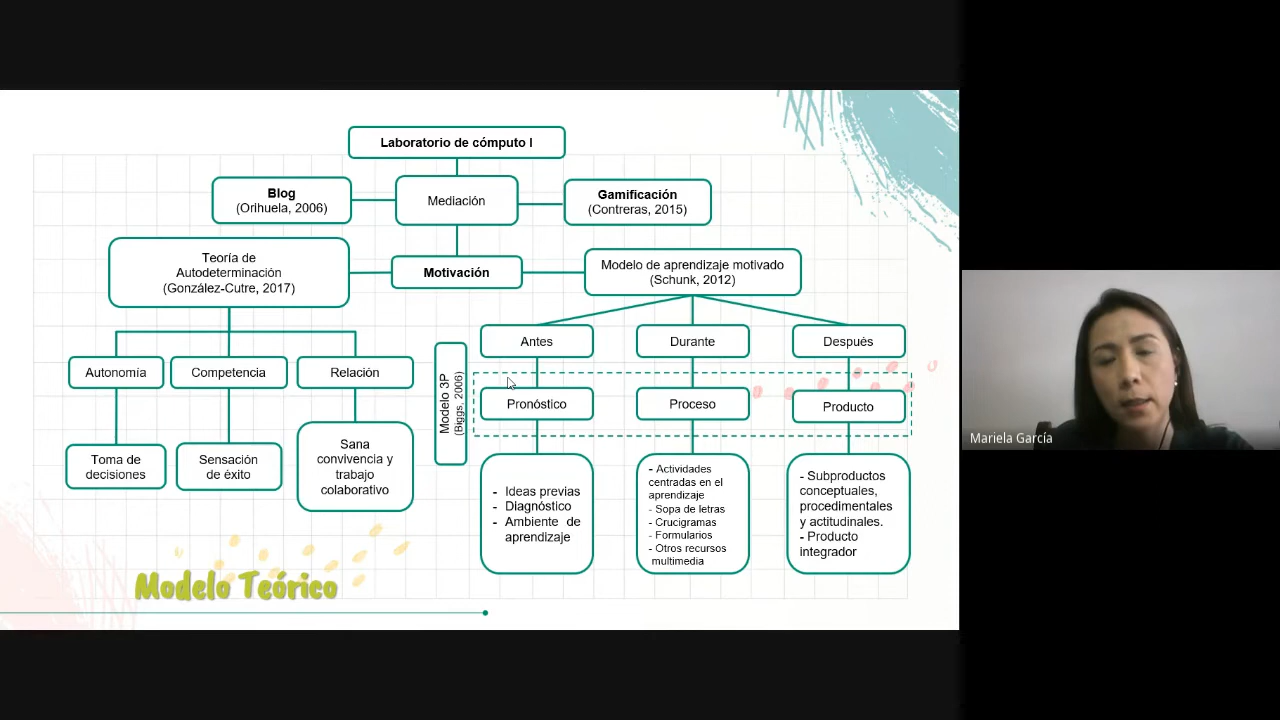 Laboratorio de cómputo I
Blog
(Orihuela, 2006)
Mediación
Gamificación
(Contreras, 2015)
Teoría de
Autodeterminación
(González-Cutre, 2017)
Motivación
Modelo de aprendizaje motivado
(Schunk, 2012)
Autonomía
Competencia
Relación
Toma de
decisiones
Sensación
de éxito
Sana
convivencia y
trabajo
colaborativo
Modelo 3P
(Biggs, 2006)
Antes
Durante
Después
Pronóstico
Proceso
Producto
- Ideas previas
- Diagnóstico
- Ambiente de
aprendizaje
- Actividades
centradas en el
aprendizaje
- Sopa de letras
- Crucigramas
- Formularios
- Otros recursos
multimedia
- Subproductos
conceptuales,
procedimentales
y actitudinales.
- Producto
integrador
Modelo Teórico
Mariela García